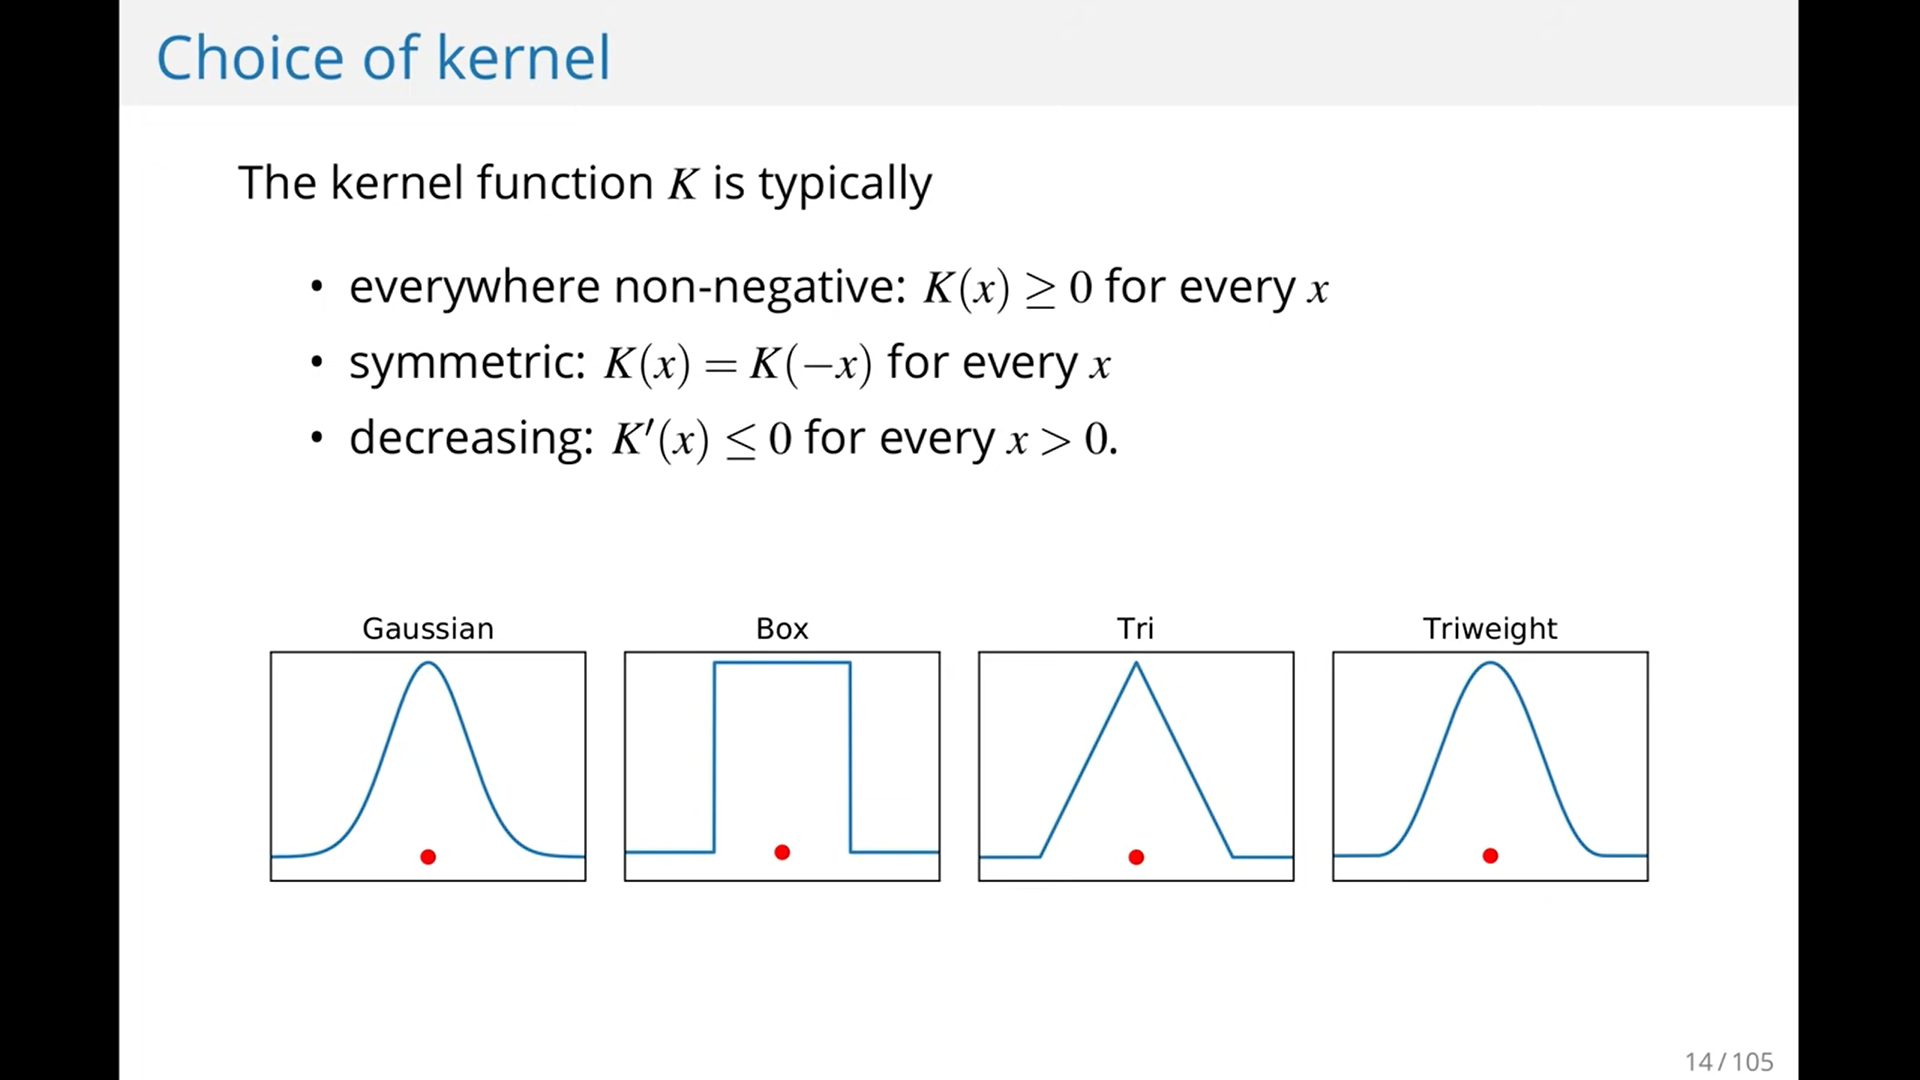 Choice of kernel
The kernel function K is typically
• everywhere non-negative: K(x) ≥ 0 for every x
• symmetric: K(x) = K(−x) for every x
• decreasing: K′(x) ≤ 0 for every x > 0.
Gaussian Box Tri Triweight
14 / 105